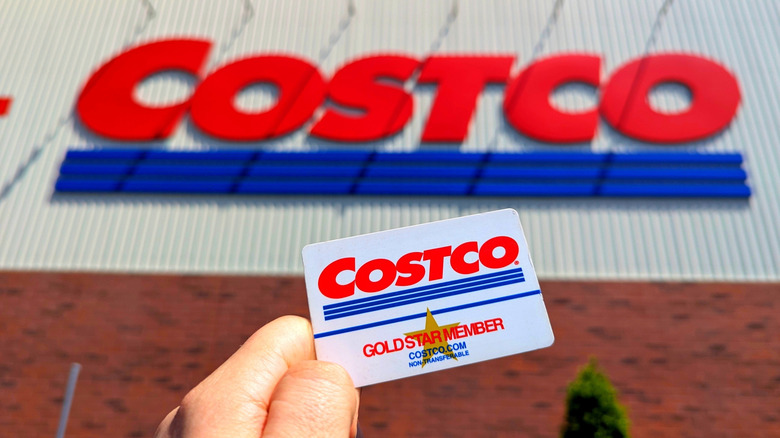 COSTCO
COSTCO
GOLD STAR MEMBER
COSTCO.COM
NON-TRANSFERABLE